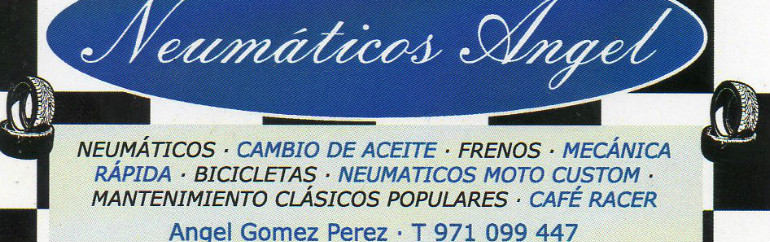 Neumáticos Angel
NEUMÁTICOS · CAMBIO DE ACEITE · FRENOS · MECÁNICA
RÁPIDA · BICICLETAS · NEUMATICOS MOTO CUSTOM ·
MANTENIMIENTO CLÁSICOS POPULARES · CAFÉ RACER
Angel Gomez Perez · T 971 099 447